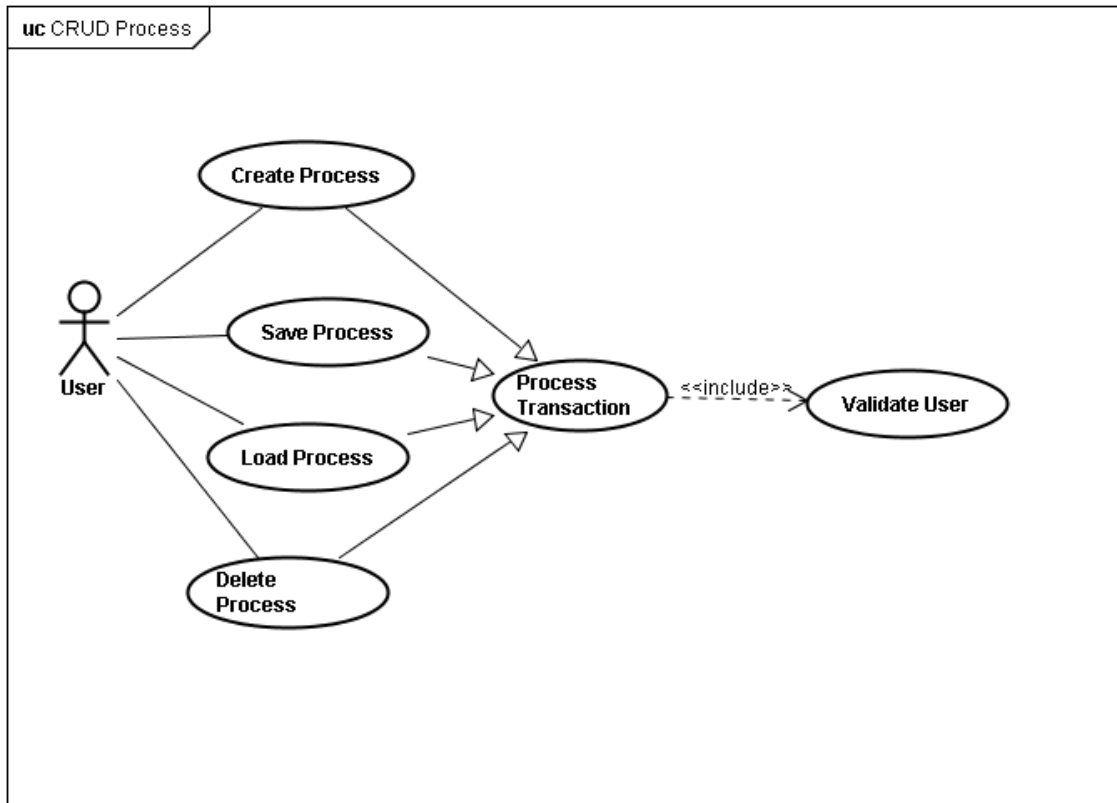 uc CRUD Process
Create Process
Save Process
User
Process
Transaction
<<include>>
Validate User
Load Process
Delete
Process